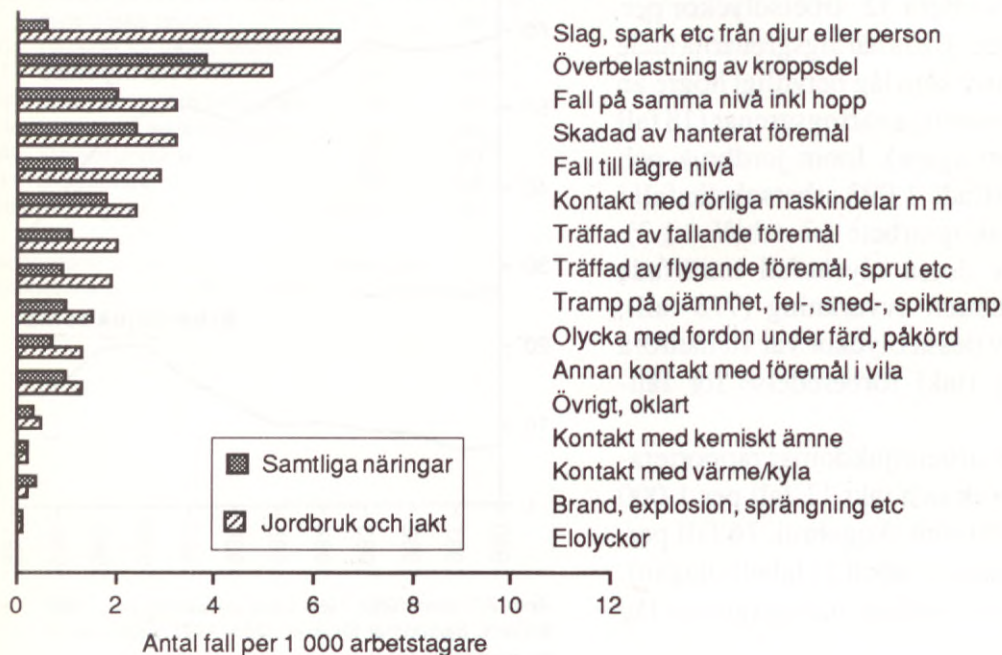 Slag, spark etc från djur eller person
Överbelastning av kroppsdel
Fall på samma nivå inkl hopp
Skadad av hanterat föremål
Fall till lägre nivå
Kontakt med rörliga maskindelar m m
Träffad av fallande föremål
Träffad av flygande föremål, sprut etc
Tramp på ojämnhet, fel-, sned-, spiktramp
Olycka med fordon under färd, påkörd
Annan kontakt med föremål i vila
Övrigt, oklart
Kontakt med kemiskt ämne
Kontakt med värme/kyla
Brand, explosion, sprängning etc
Elolyckor
Samtliga näringar
Jordbruk och jakt
0 2 4 6 8 10 12
Antal fall per 1 000 arbetstagare